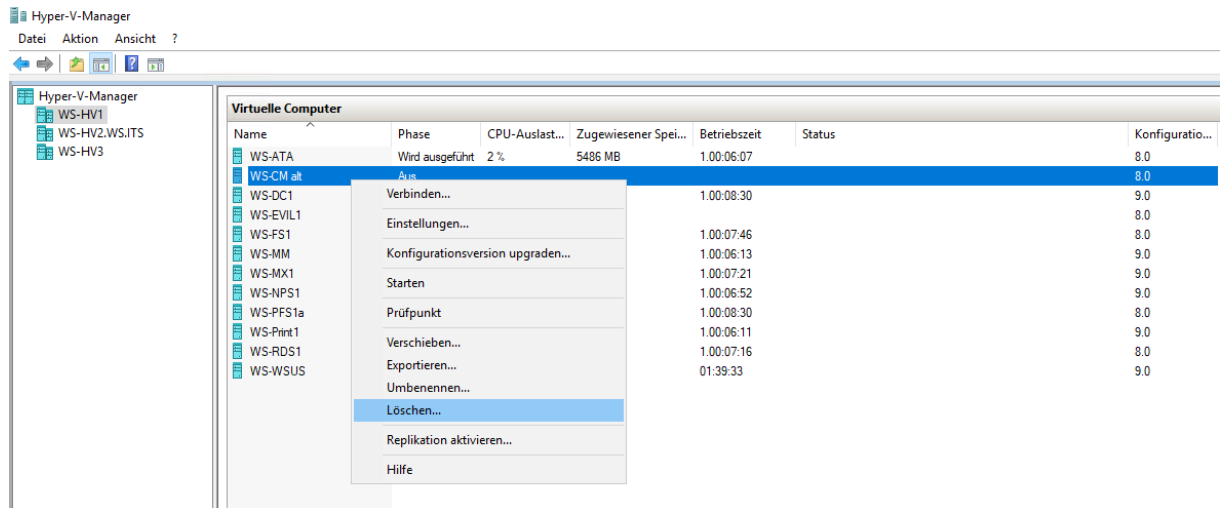 Hyper-V-Manager
Datei Aktion Ansicht ?
Hyper-V-Manager
WS-HV1
WS-HV2.WS.ITS
WS-HV3
Virtuelle Computer
Name Phase CPU-Auslast... Zugewiesener Spei... Betriebszeit Status Konfiguratio...
WS-ATA Wird ausgeführt 2 % 5486 MB 1.00:06:07 8.0
WS-CM alt Aus 8.0
WS-DC1 1.00:08:30 9.0
WS-EVIL1 8.0
WS-FS1 1.00:07:46 8.0
WS-MM 1.00:06:13 9.0
WS-MX1 1.00:07:21 9.0
WS-NPS1 1.00:06:52 9.0
WS-PFS1a 1.00:08:30 8.0
WS-Print1 1.00:06:11 9.0
WS-RDS1 1.00:07:16 8.0
WS-WSUS 01:39:33 9.0
Verbinden...
Einstellungen...
Konfigurationsversion upgraden...
Starten
Prüfpunkt
Verschieben...
Exportieren...
Umbenennen...
Löschen...
Replikation aktivieren...
Hilfe